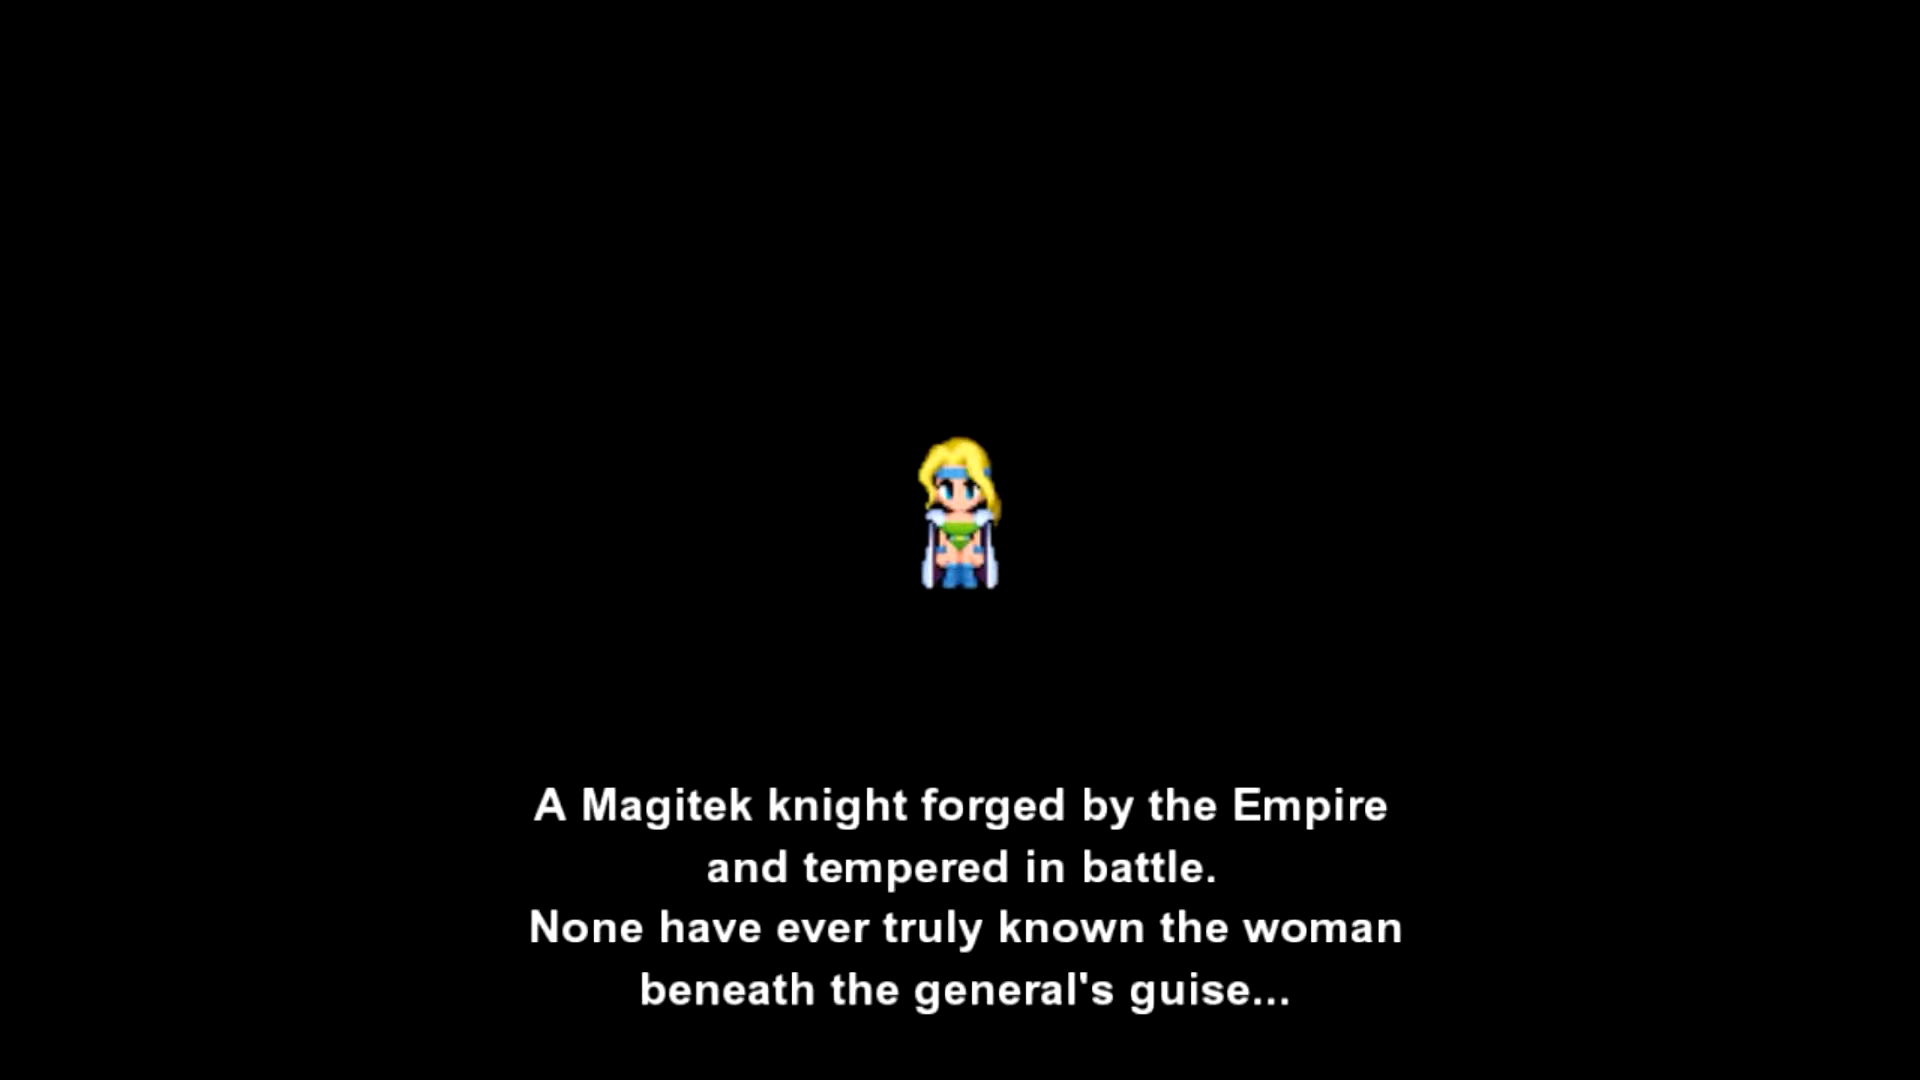 A Magitek knight forged by the Empire
and tempered in battle.
None have ever truly known the woman
beneath the general's guise...